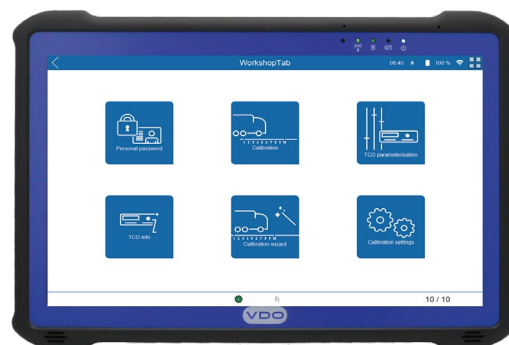 WorkshopTab
08:40
100 %
Personal password
Calibration
TCO parameterisation
TCO info
Calibration wizard
Calibration settings
10 / 10
VDO